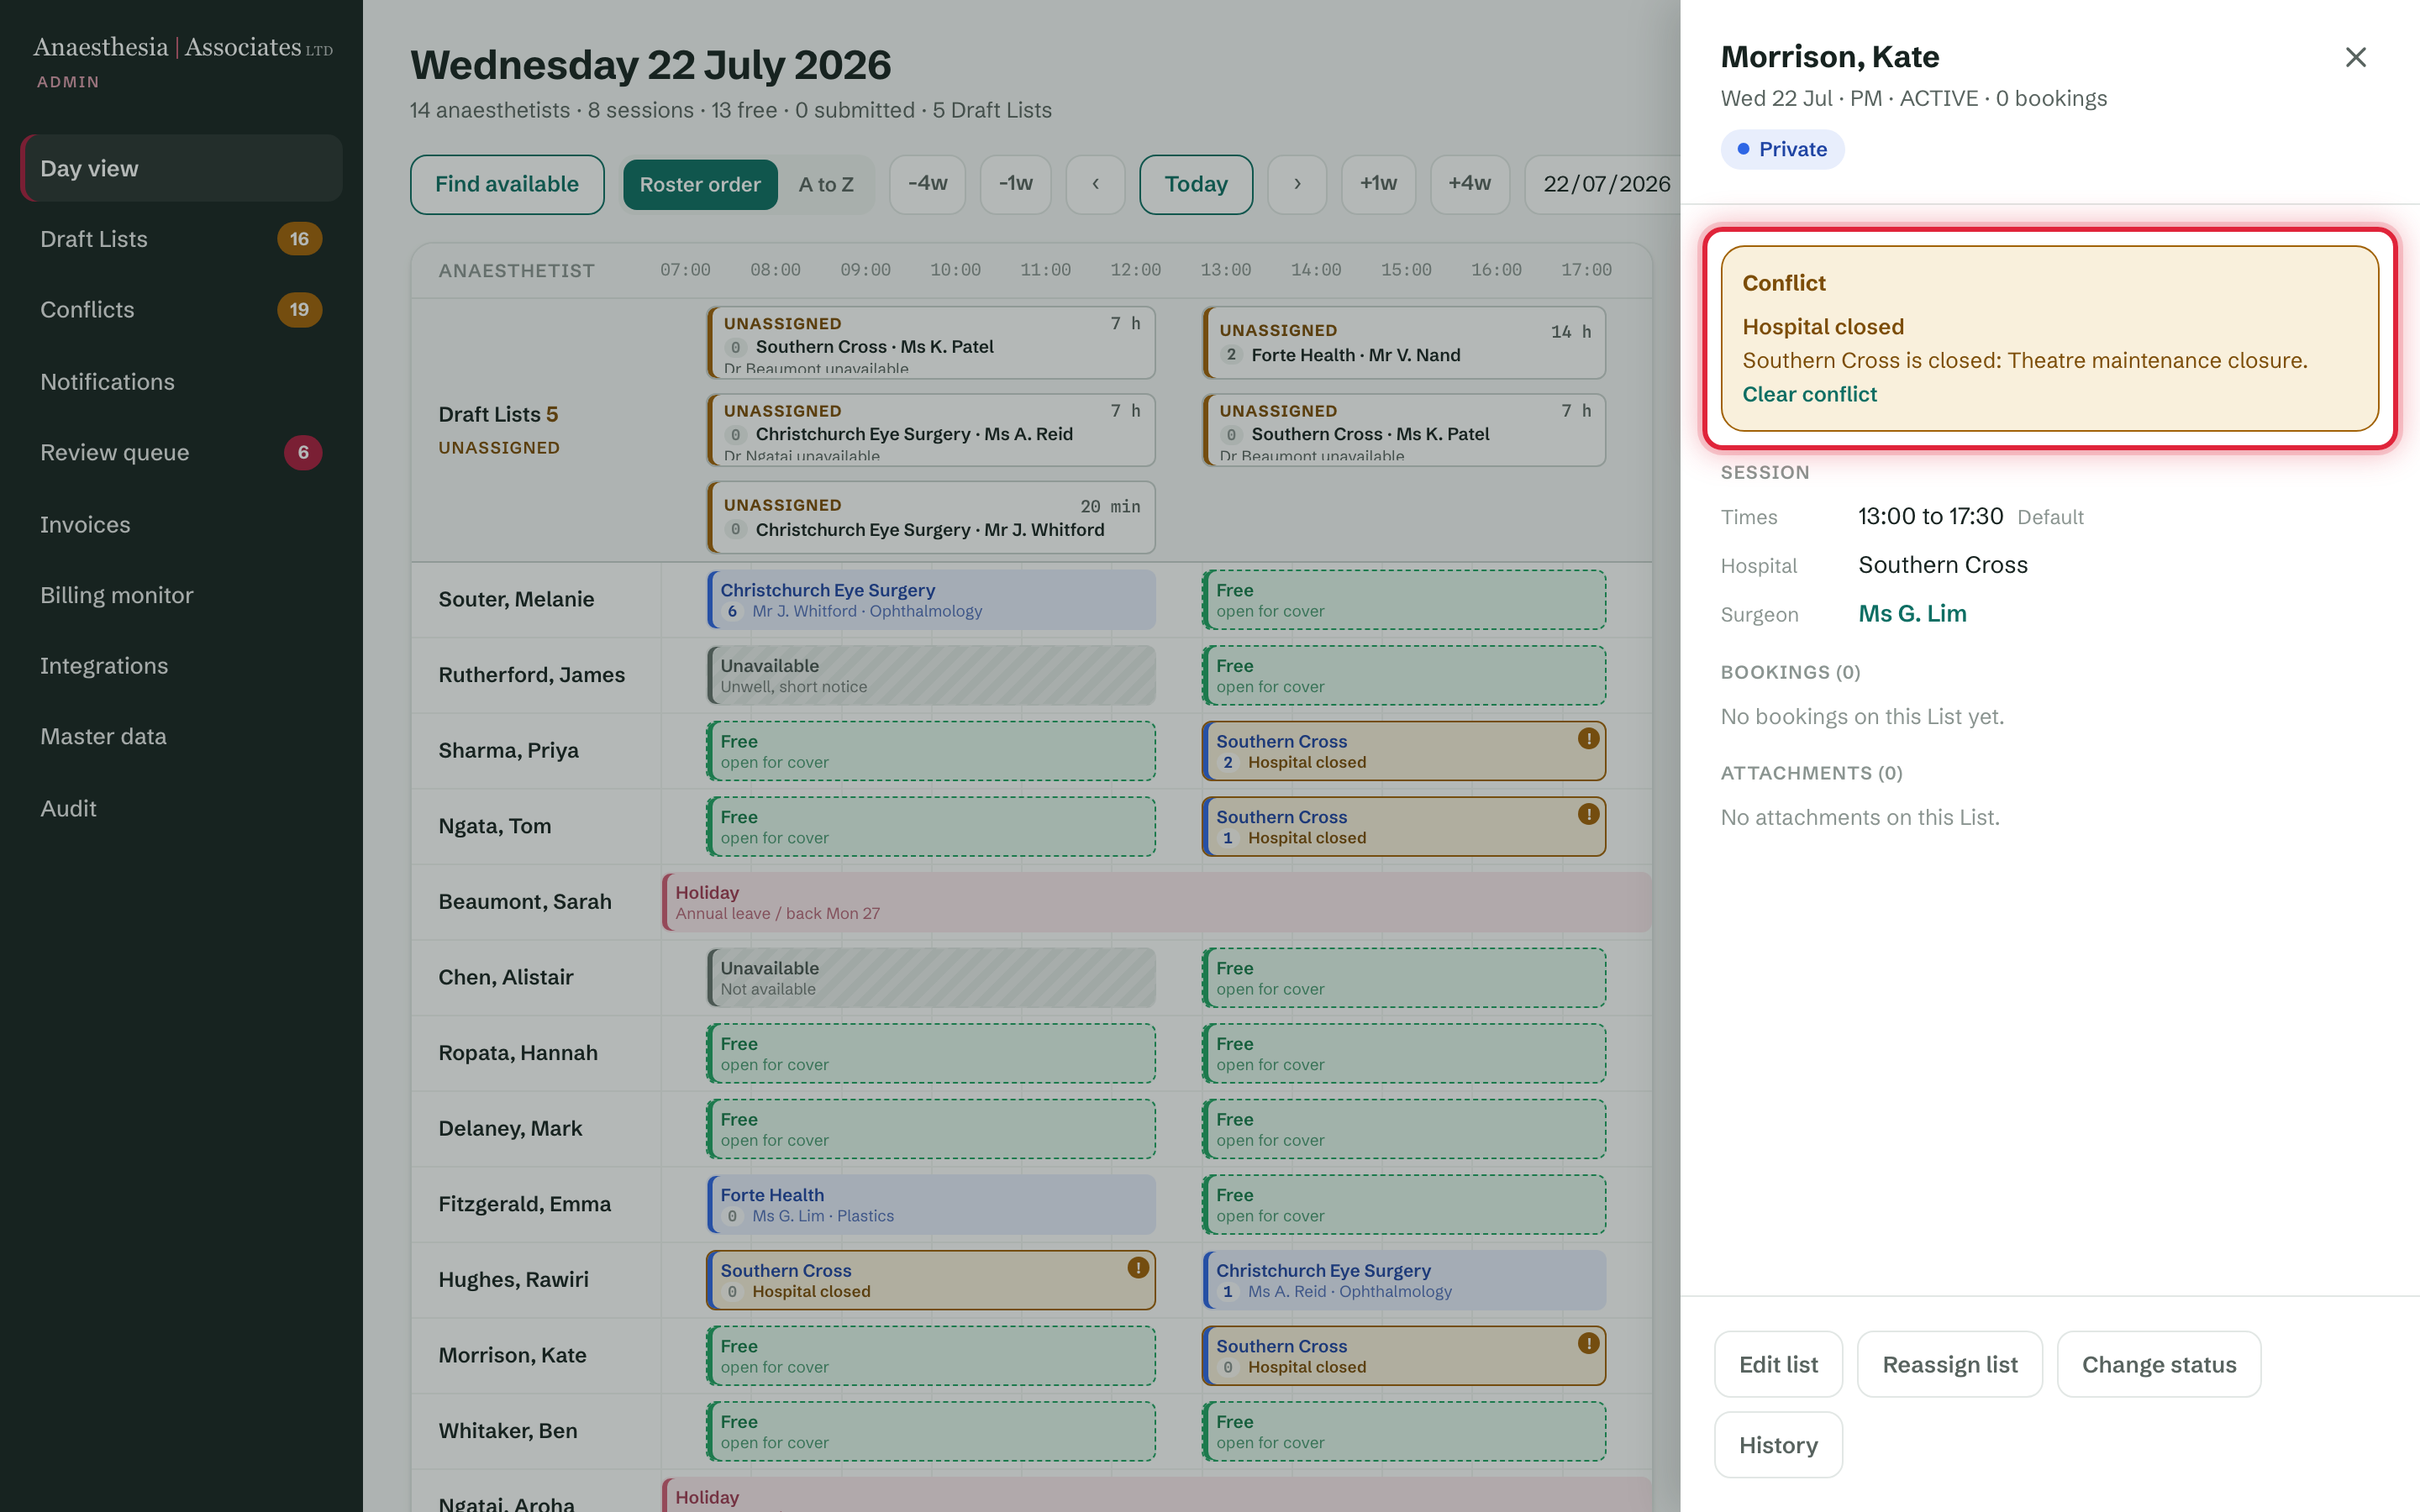 Anaesthesia | Associates LTD
ADMIN
Day view
Draft Lists 16
Conflicts 19
Notifications
Review queue 6
Invoices
Billing monitor
Integrations
Master data
Audit
Wednesday 22 July 2026
14 anaesthetists · 8 sessions · 13 free · 0 submitted · 5 Draft Lists
Find available Roster order A to Z -4w -1w ‹ Today › +1w +4w 22/07/2026
ANAESTHETIST 07:00 08:00 09:00 10:00 11:00 12:00 13:00 14:00 15:00 16:00 17:00
Draft Lists 5
UNASSIGNED
UNASSIGNED 7 h
0 Southern Cross · Ms K. Patel
Dr Beaumont unavailable
UNASSIGNED 14 h
2 Forte Health · Mr V. Nand
UNASSIGNED 7 h
0 Christchurch Eye Surgery · Ms A. Reid
Dr Ngatai unavailable
UNASSIGNED 7 h
0 Southern Cross · Ms K. Patel
Dr Beaumont unavailable
UNASSIGNED 20 min
0 Christchurch Eye Surgery · Mr J. Whitford
Souter, Melanie
Christchurch Eye Surgery
6 Mr J. Whitford · Ophthalmology
Free
open for cover
Rutherford, James
Unavailable
Unwell, short notice
Free
open for cover
Sharma, Priya
Free
open for cover
Southern Cross !
2 Hospital closed
Ngata, Tom
Free
open for cover
Southern Cross !
1 Hospital closed
Beaumont, Sarah
Holiday
Annual leave / back Mon 27
Chen, Alistair
Unavailable
Not available
Free
open for cover
Ropata, Hannah
Free
open for cover
Free
open for cover
Delaney, Mark
Free
open for cover
Free
open for cover
Fitzgerald, Emma
Forte Health
0 Ms G. Lim · Plastics
Free
open for cover
Hughes, Rawiri
Southern Cross !
0 Hospital closed
Christchurch Eye Surgery
1 Ms A. Reid · Ophthalmology
Morrison, Kate
Free
open for cover
Southern Cross !
0 Hospital closed
Whitaker, Ben
Free
open for cover
Free
open for cover
Ngatai, Aroha
Holiday
Morrison, Kate
Wed 22 Jul · PM · ACTIVE · 0 bookings
Private
Conflict
Hospital closed
Southern Cross is closed: Theatre maintenance closure.
Clear conflict
SESSION
Times 13:00 to 17:30 Default
Hospital Southern Cross
Surgeon Ms G. Lim
BOOKINGS (0)
No bookings on this List yet.
ATTACHMENTS (0)
No attachments on this List.
Edit list Reassign list Change status
History